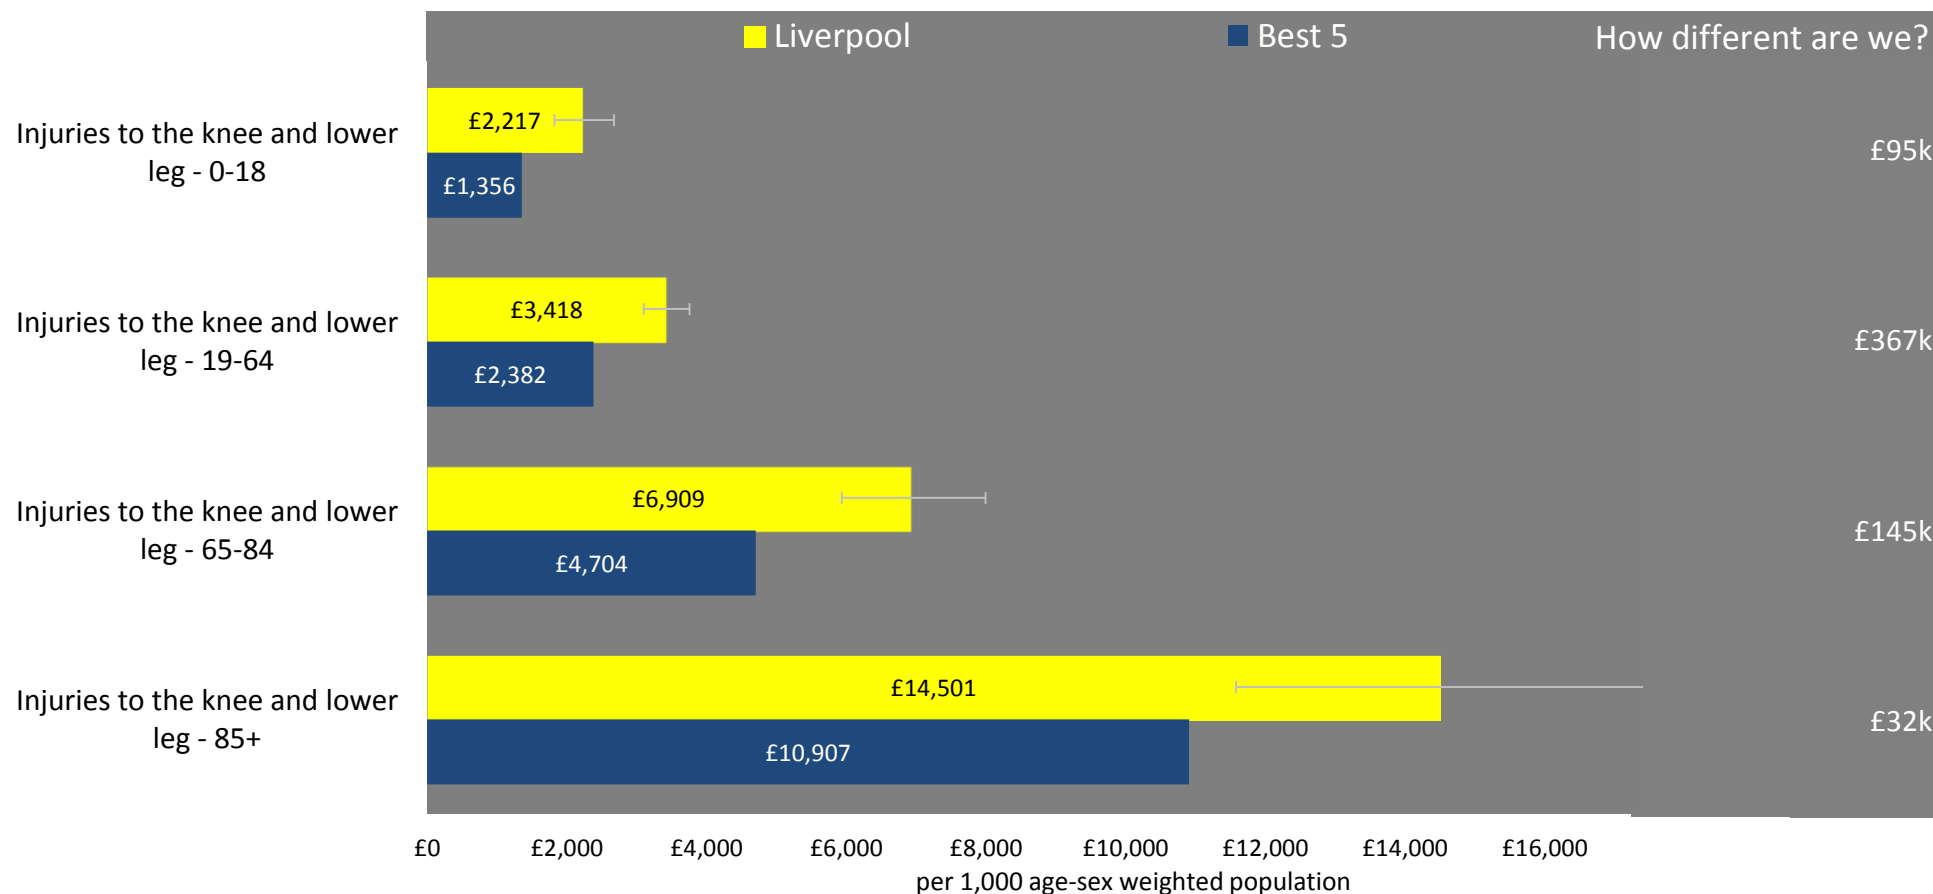 Liverpool
Best 5
How different are we?
Injuries to the knee and lower
leg - 0-18
£2,217
£1,356
£95k
Injuries to the knee and lower
leg - 19-64
£3,418
£2,382
£367k
Injuries to the knee and lower
leg - 65-84
£6,909
£4,704
£145k
Injuries to the knee and lower
leg - 85+
£14,501
£10,907
£32k
£0 £2,000 £4,000 £6,000 £8,000 £10,000 £12,000 £14,000 £16,000
per 1,000 age-sex weighted population